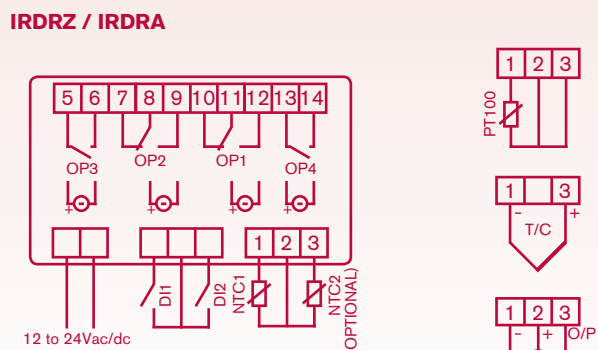 IRDRZ / IRDRA
5 6 7 8 9 10 11 12 13 14
OP3 OP2 OP1 OP4
+ - + - + - + -
1 2 3
DI1 DI2 NTC1 NTC2
(OPTIONAL)
12 to 24Vac/dc
1 2 3
PT100
1 3
- +
T/C
1 2 3
- + O/P